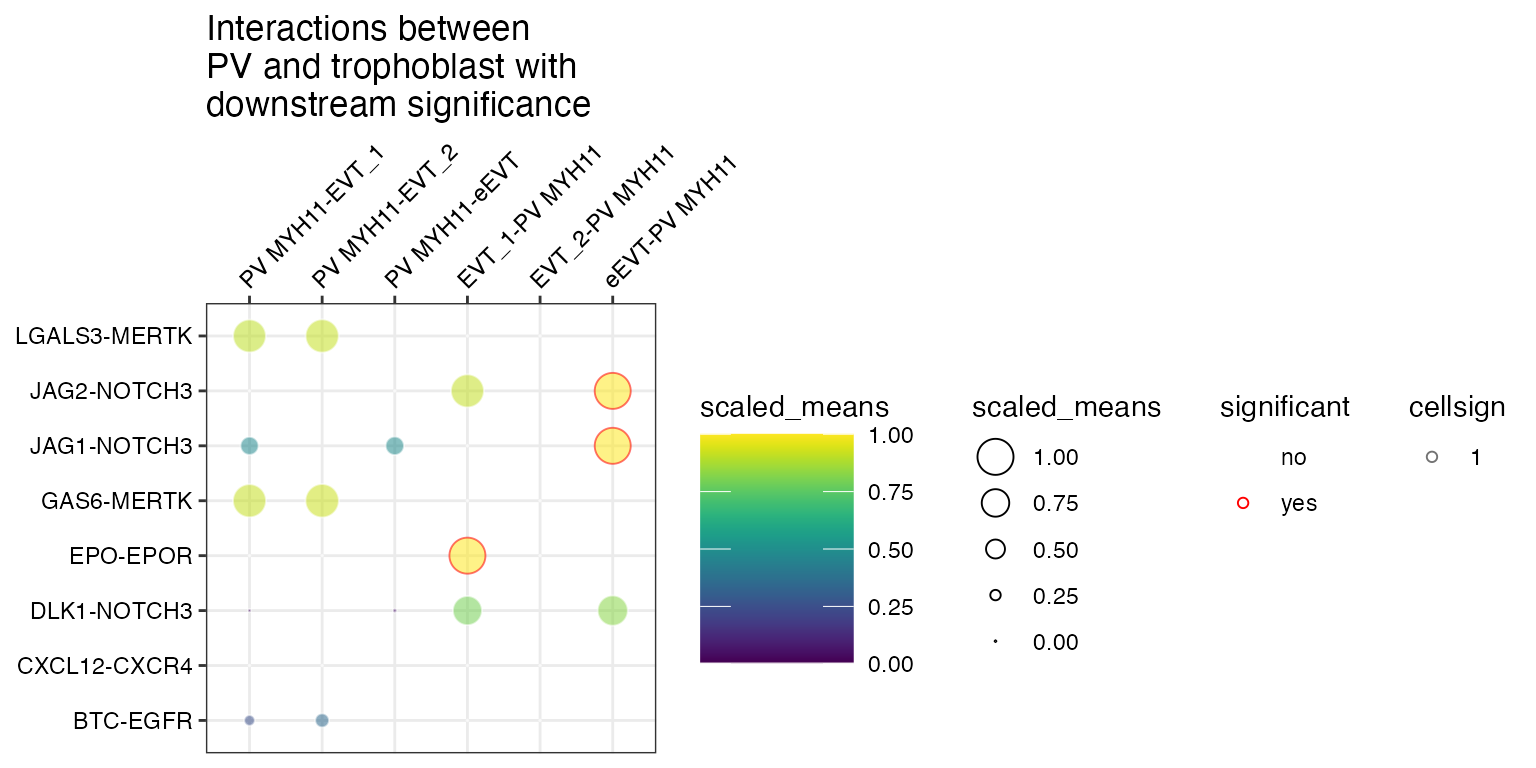 Interactions between
PV and trophoblast with
downstream significance
PV MYH11-EVT_1
PV MYH11-EVT_2
PV MYH11-eEVT
EVT_1-PV MYH11
EVT_2-PV MYH11
eEVT-PV MYH11
LGALS3-MERTK
JAG2-NOTCH3
JAG1-NOTCH3
GAS6-MERTK
EPO-EPOR
DLK1-NOTCH3
CXCL12-CXCR4
BTC-EGFR
scaled_means
1.00
0.75
0.50
0.25
0.00
scaled_means
1.00
0.75
0.50
0.25
0.00
significant
no
yes
cellsign
1